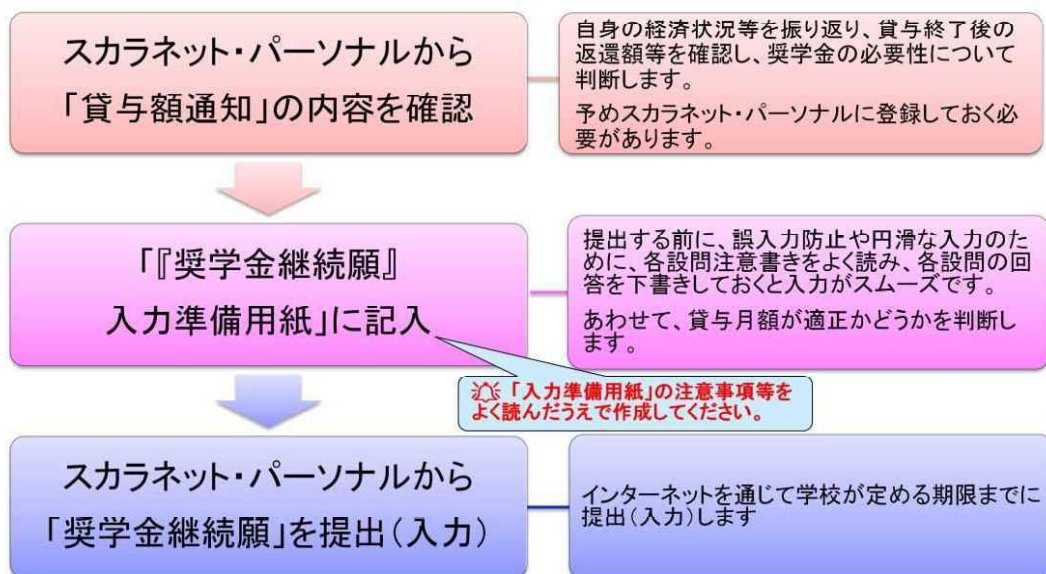 スカラネット・パーソナルから
「貸与額通知」の内容を確認
自身の経済状況等を振り返り、貸与終了後の
返還額等を確認し、奨学金の必要性について
判断します。
予めスカラネット・パーソナルに登録しておく必
要があります。
「『奨学金継続願』
入力準備用紙」に記入
提出する前に、誤入力防止や円滑な入力のた
めに、各設問注意書きをよく読み、各設問の回
答を下書きしておくと入力がスムーズです。
あわせて、貸与月額が適正かどうかを判断し
ます。
「入力準備用紙」の注意事項等を
よく読んだうえで作成してください。
スカラネット・パーソナルから
「奨学金継続願」を提出(入力)
インターネットを通じて学校が定める期限までに
提出(入力)します